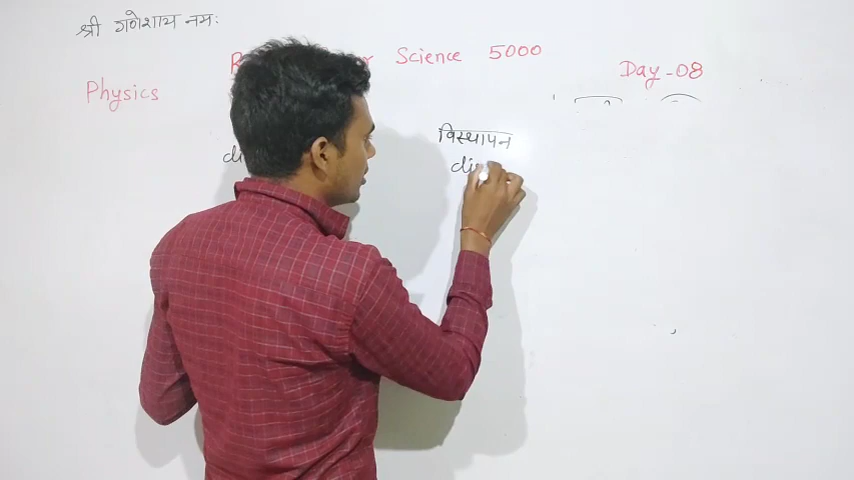 श्री गणेशाय नमः
Science 5000
Day-08
Physics
विस्थापन